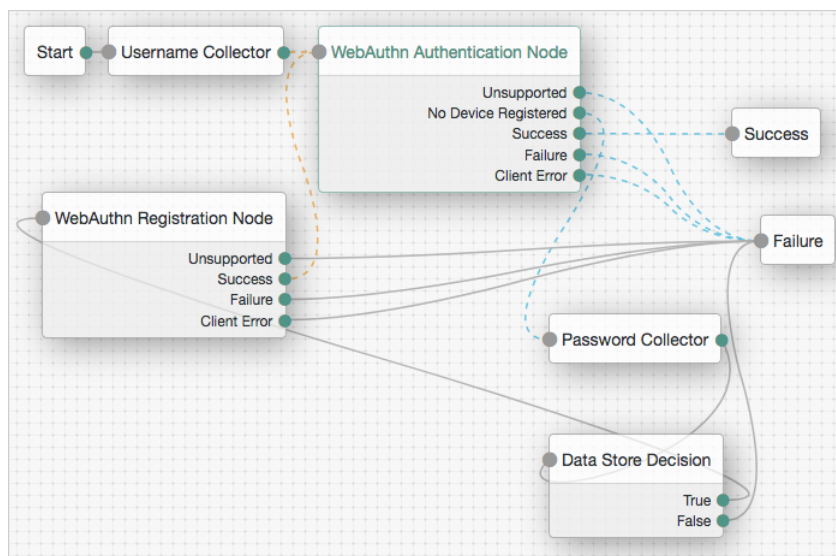 Start
Username Collector
WebAuthn Authentication Node
Unsupported
No Device Registered
Success
Failure
Client Error
Success
WebAuthn Registration Node
Unsupported
Success
Failure
Client Error
Failure
Password Collector
Data Store Decision
True
False